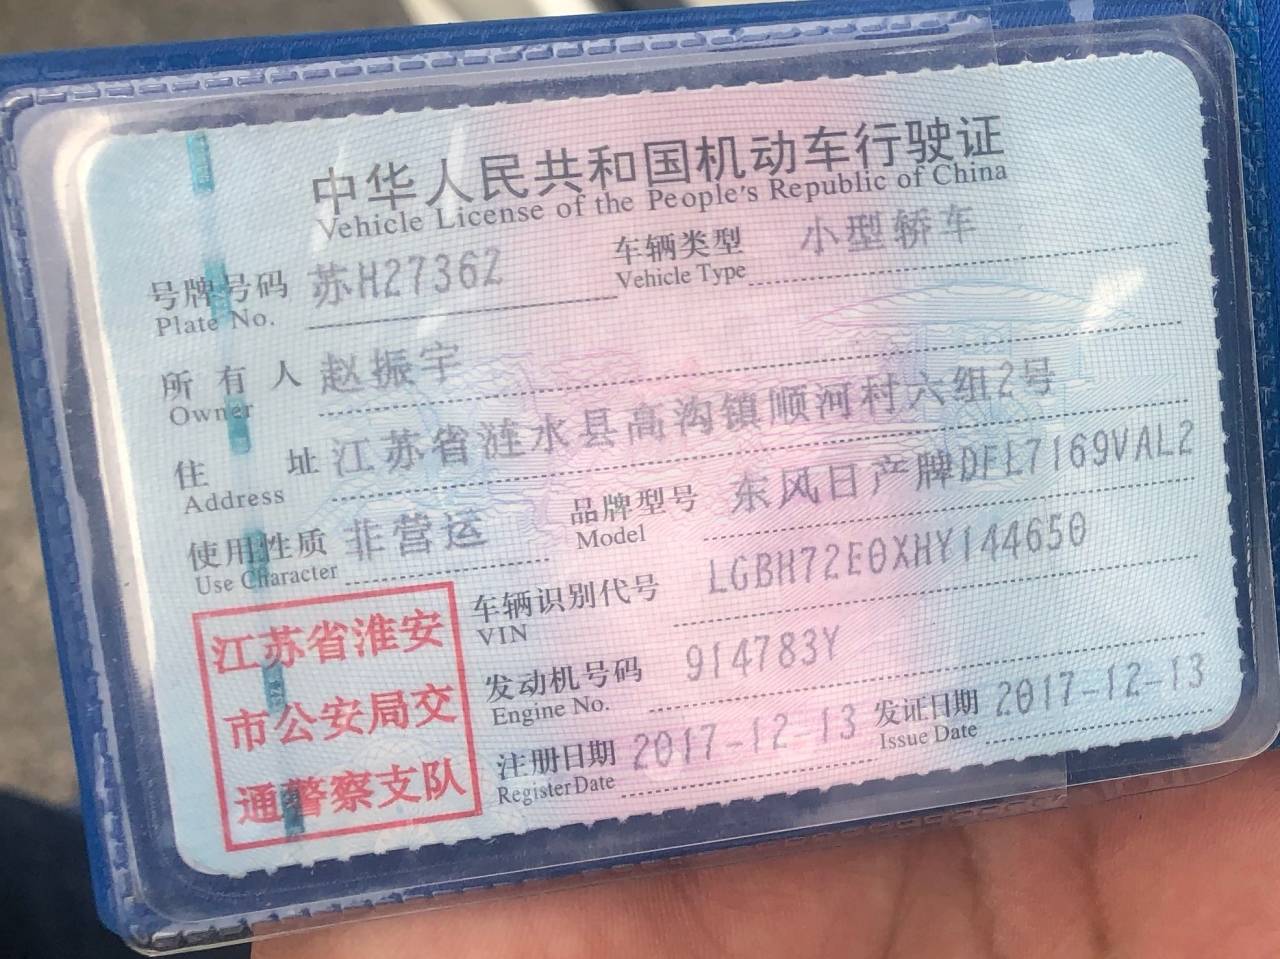 中华人民共和国机动车行驶证
Vehicle License of the People's Republic of China
号牌号码 苏H2736Z 车辆类型 小型轿车
Plate No. Vehicle Type
所有人 赵振宇
Owner
住址 江苏省涟水县高沟镇顺河村六组2号
Address
使用性质 非营运 品牌型号 东风日产牌DFL7169VAL2
Use Character Model
车辆识别代号 LGBH72E0XHY144650
VIN
发动机号码 914783Y
Engine No.
注册日期 2017-12-13 发证日期 2017-12-13
Register Date Issue Date
江苏省淮安
市公安局交
通警察支队